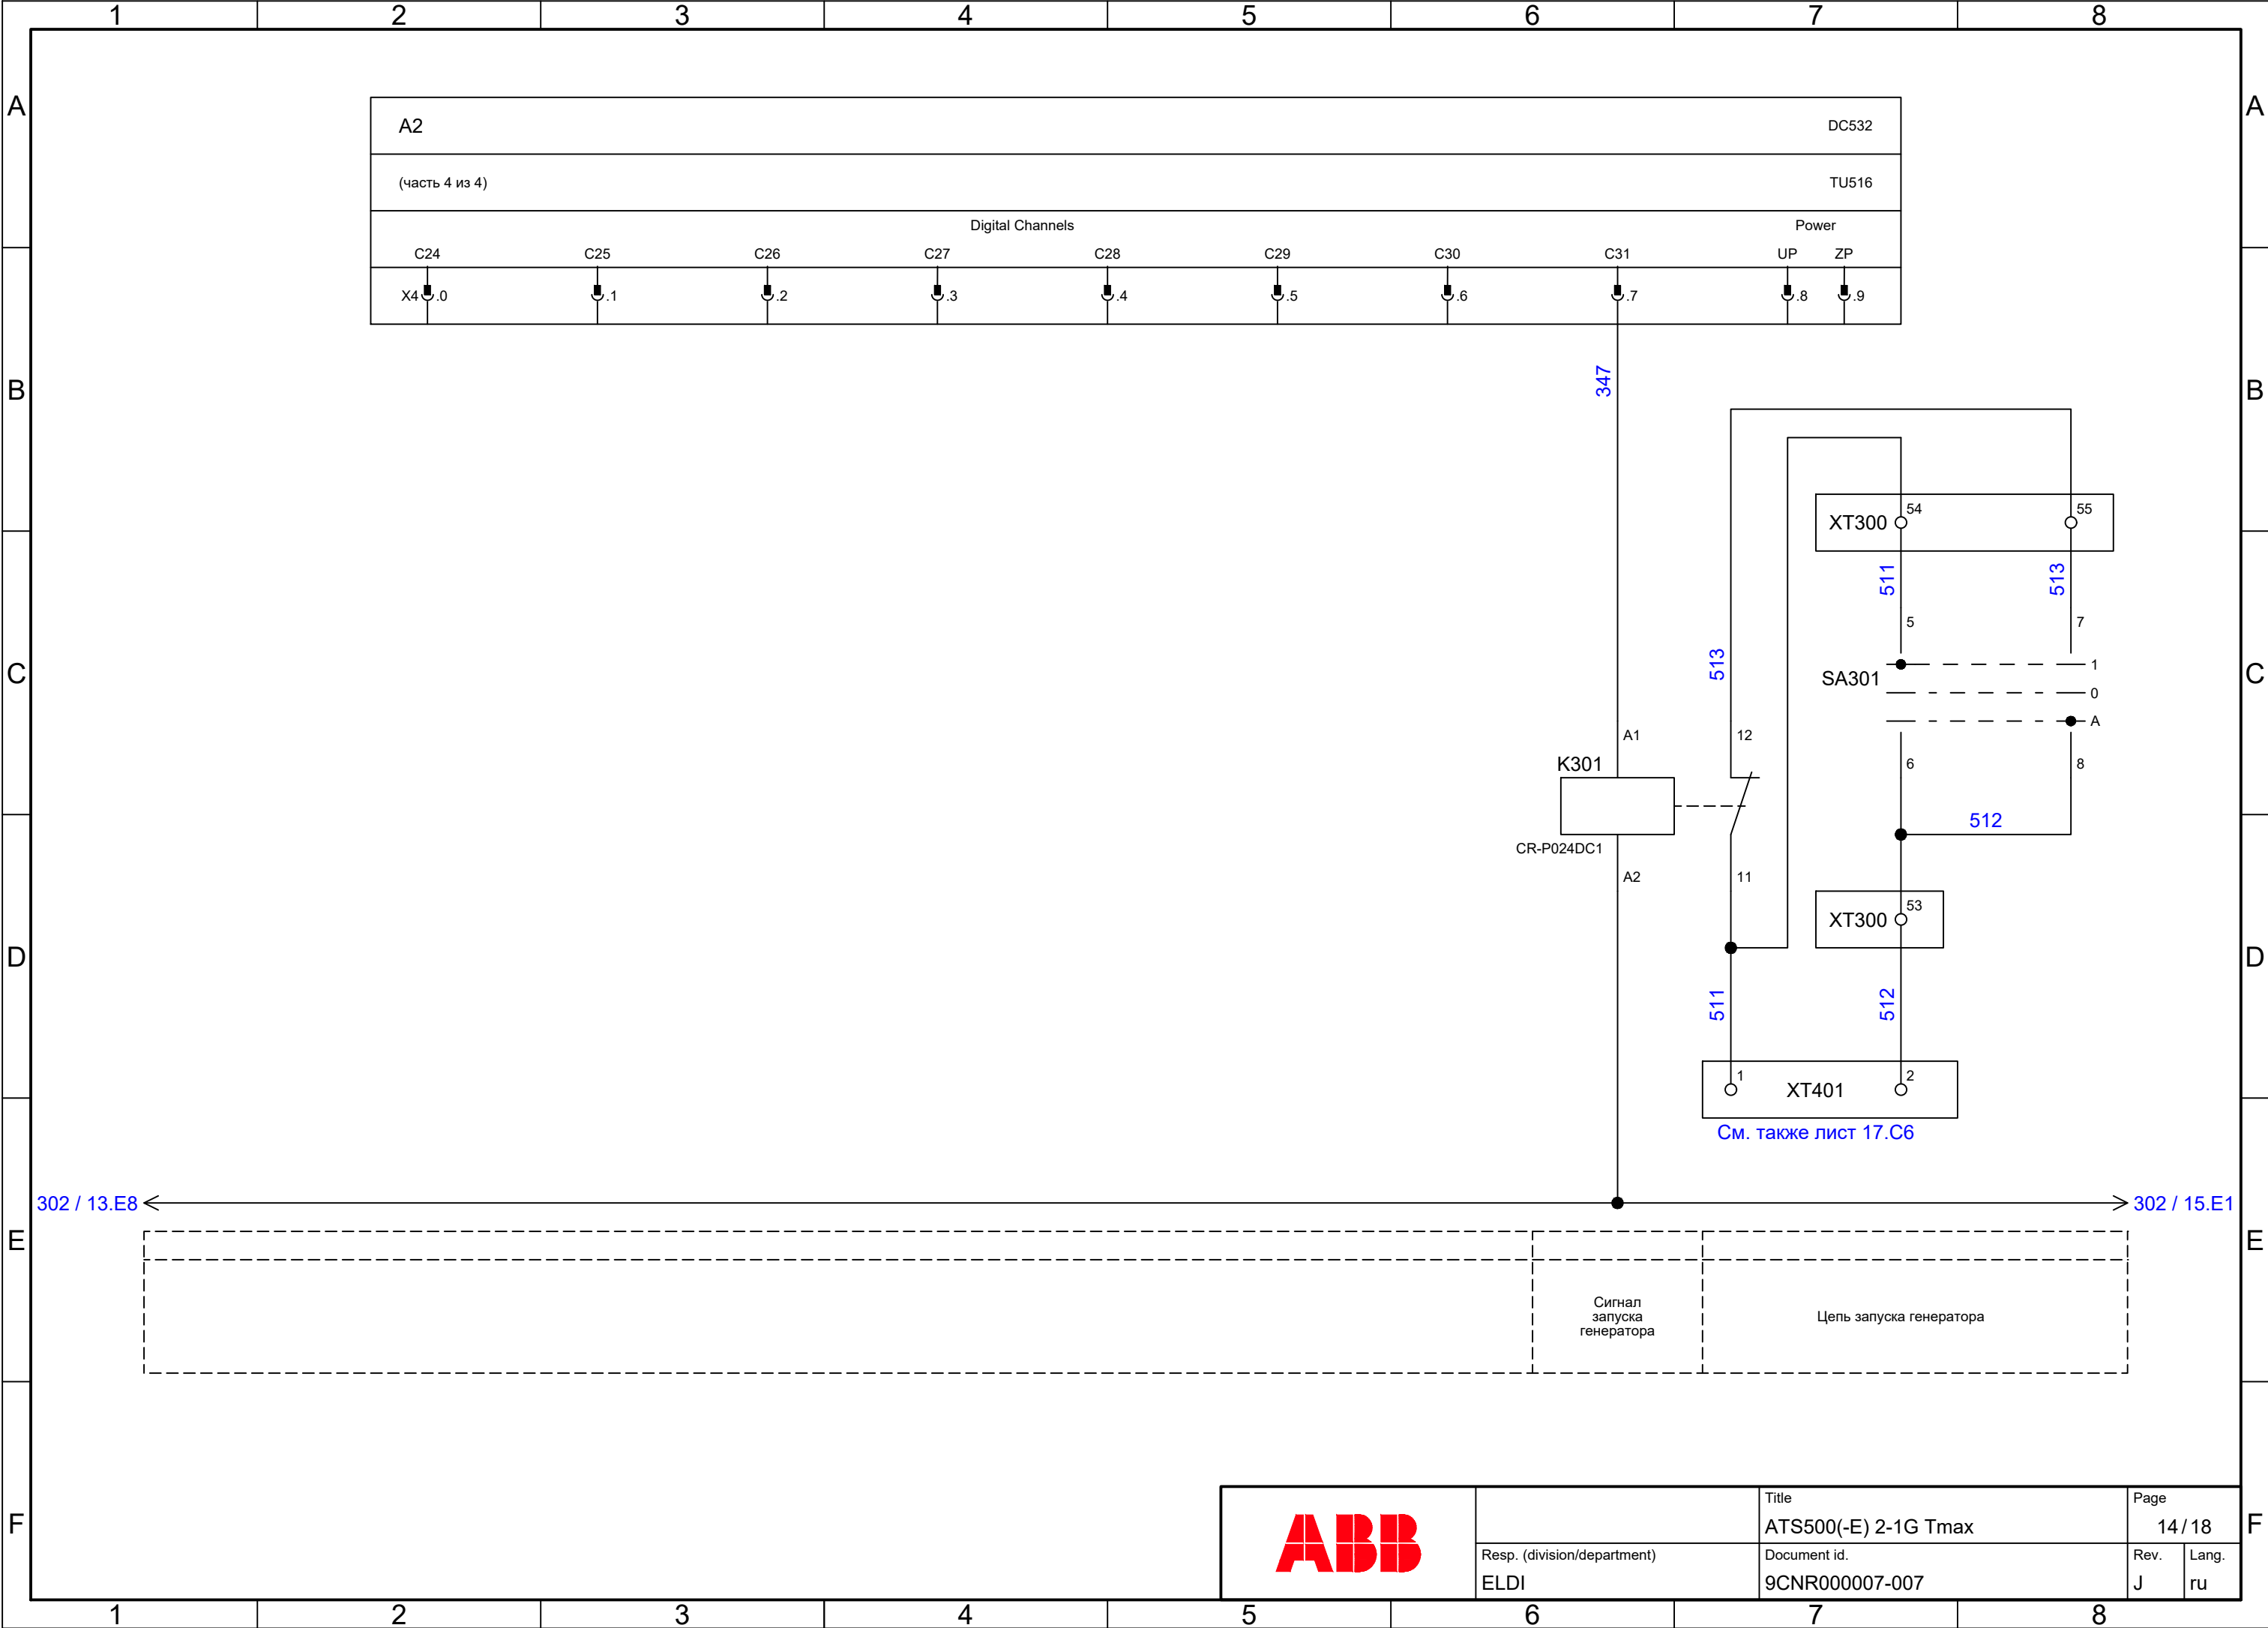 1 2 3 4 5 6 7 8
A A
A2 DC532
(часть 4 из 4) TU516
Digital Channels Power
C24 C25 C26 C27 C28 C29 C30 C31 UP ZP
X4 .0 .1 .2 .3 .4 .5 .6 .7 .8 .9
B B
347
54 55
XT300
511 513
5 7
C C
513
1
SA301
0
A
A1 12
K301 6 8
512
CR-P024DC1
A2 11
53
XT300
D D
511 512
1 XT401 2
См. также лист 17.C6
302 / 13.E8 302 / 15.E1
E E
Сигнал
запуска
генератора
Цепь запуска генератора
F F
ABB
Title
ATS500(-E) 2-1G Tmax
Page
14 / 18
Resp. (division/department)
ELDI
Document id.
9CNR000007-007
Rev.
J
Lang.
ru
1 2 3 4 5 6 7 8